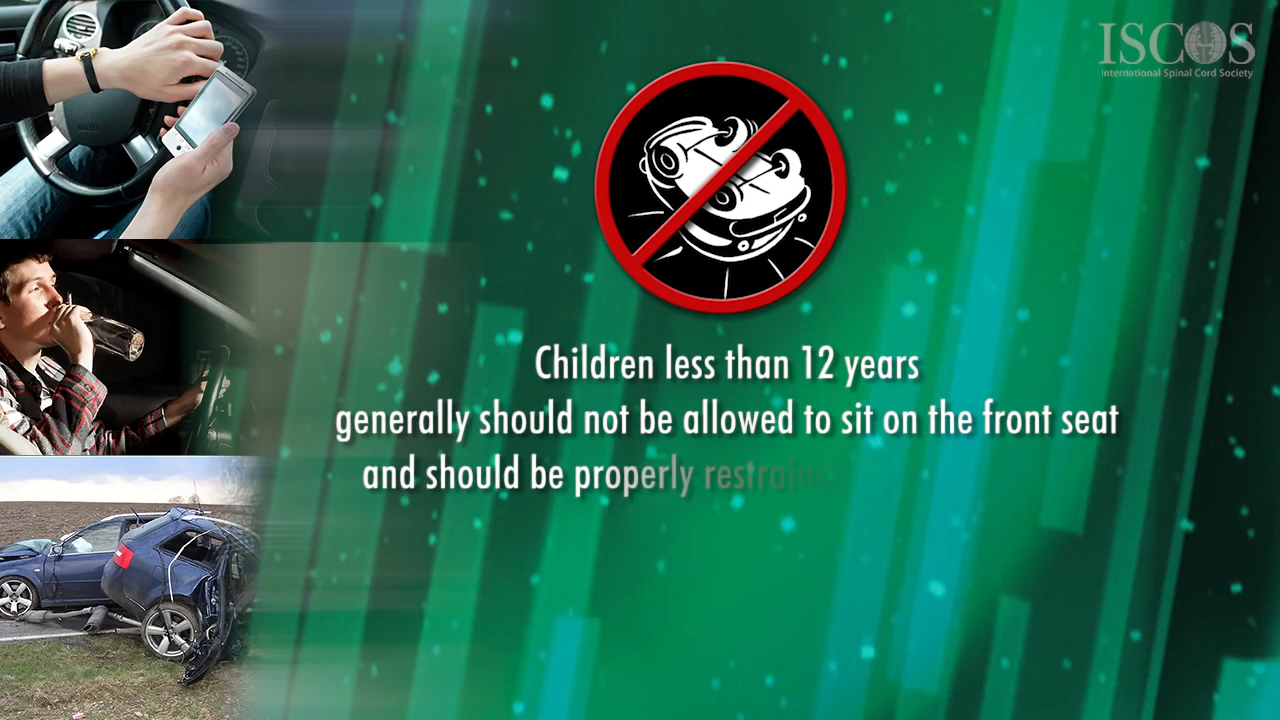 ISCOS
International Spinal Cord Society
Children less than 12 years
generally should not be allowed to sit on the front seat
and should be properly